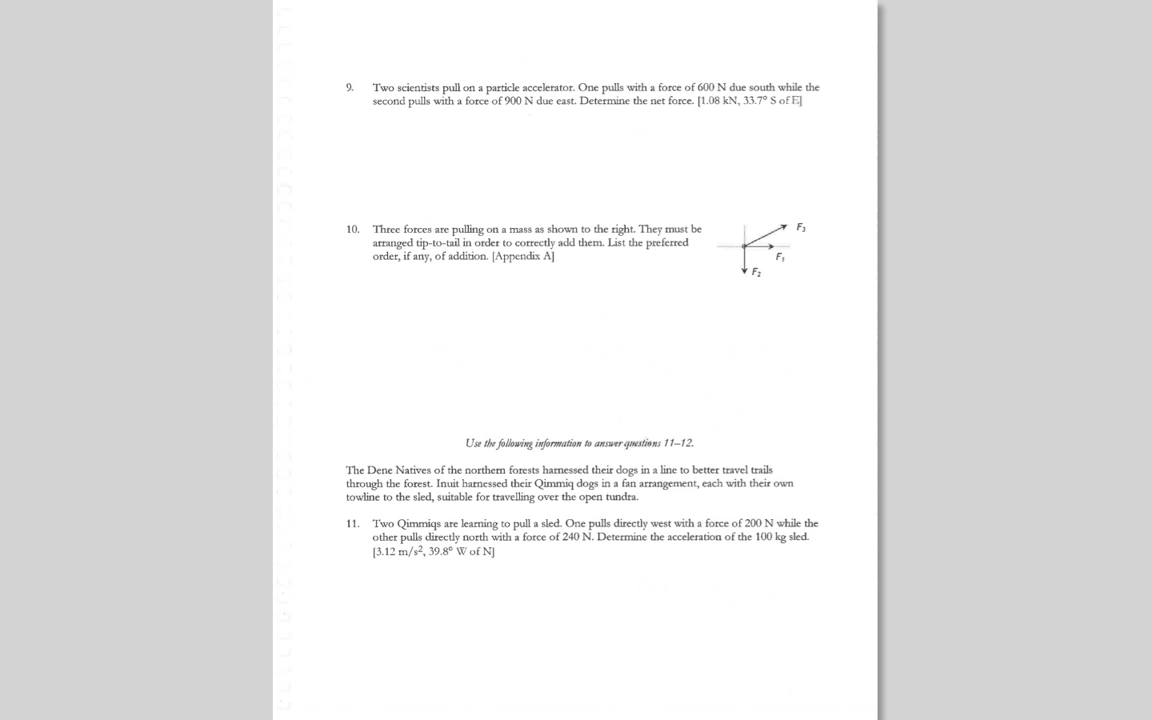 9. Two scientists pull on a particle accelerator. One pulls with a force of 600 N due south while the
second pulls with a force of 900 N due east. Determine the net force. [1.08 kN, 33.7° S of E]
10. Three forces are pulling on a mass as shown to the right. They must be
arranged tip-to-tail in order to correctly add them. List the preferred
order, if any, of addition. [Appendix A]
F₃
F₁
F₂
Use the following information to answer questions 11–12.
The Dene Natives of the northern forests harnessed their dogs in a line to better travel trails
through the forest. Inuit harnessed their Qimmiq dogs in a fan arrangement, each with their own
towline to the sled, suitable for travelling over the open tundra.
11. Two Qimmiqs are learning to pull a sled. One pulls directly west with a force of 200 N while the
other pulls directly north with a force of 240 N. Determine the acceleration of the 100 kg sled.
[3.12 m/s², 39.8° W of N]